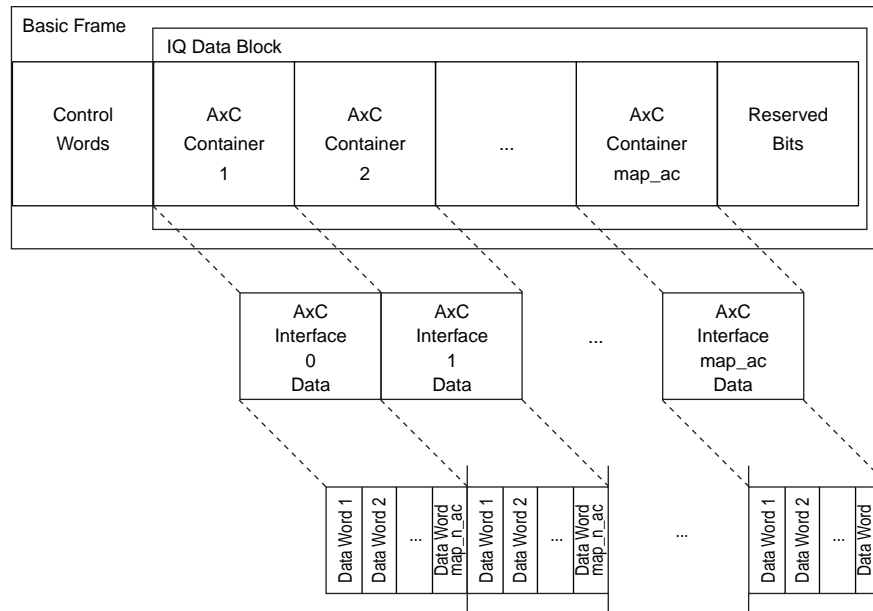 Basic Frame
IQ Data Block
Control
Words
AxC
Container
1
AxC
Container
2
...
AxC
Container
map_ac
Reserved
Bits
AxC
Interface
0
Data
AxC
Interface
1
Data
...
AxC
Interface
map_ac
Data
Data Word 1
Data Word 2
...
Data Word
map_n_ac
Data Word 1
Data Word 2
...
Data Word
map_n_ac
...
Data Word 1
Data Word 2
...
Data Word